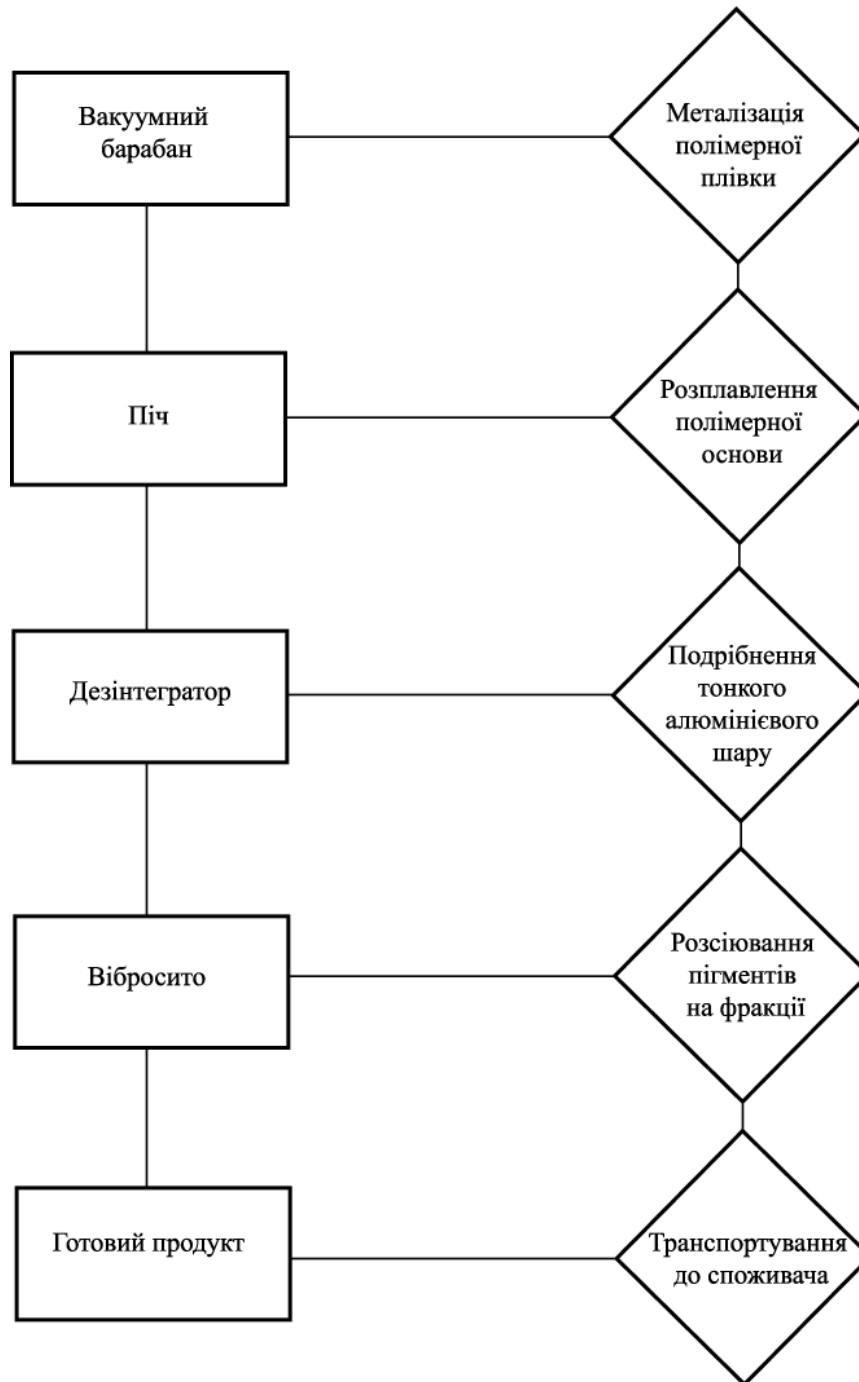 Вакуумний
барабан
Металізація
полімерної
плівки
Піч
Розплавлення
полімерної
основи
Дезінтегратор
Подрібнення
тонкого
алюмінієвого
шару
Вібросито
Розсіювання
пігментів
на фракції
Готовий продукт
Транспортування
до споживача